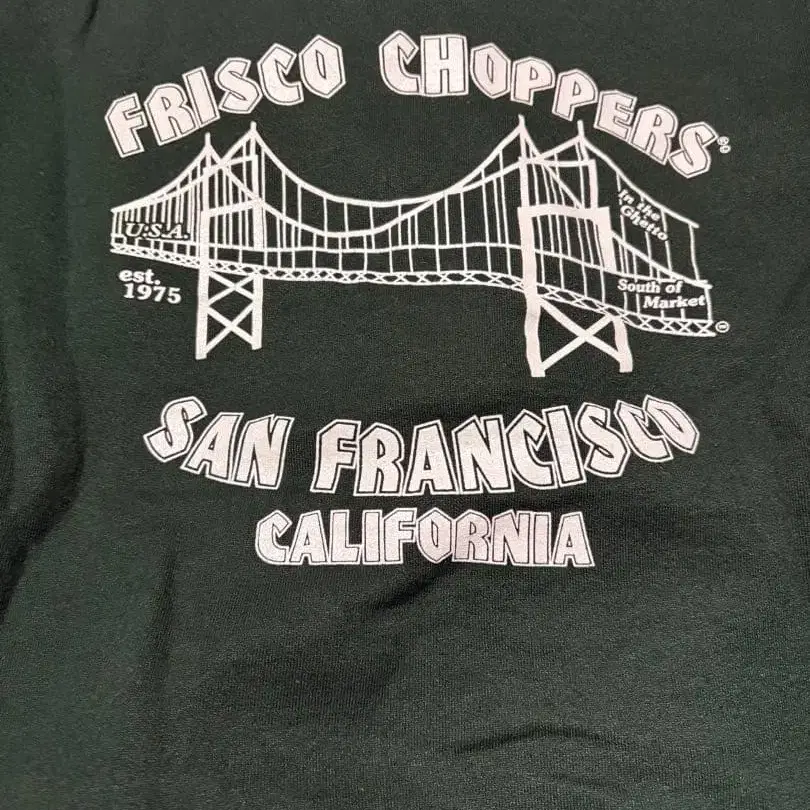 FRISCO CHOPPERS®
U.S.A.
in the
Ghetto
est.
1975
South of
Market
®
SAN FRANCISCO
CALIFORNIA